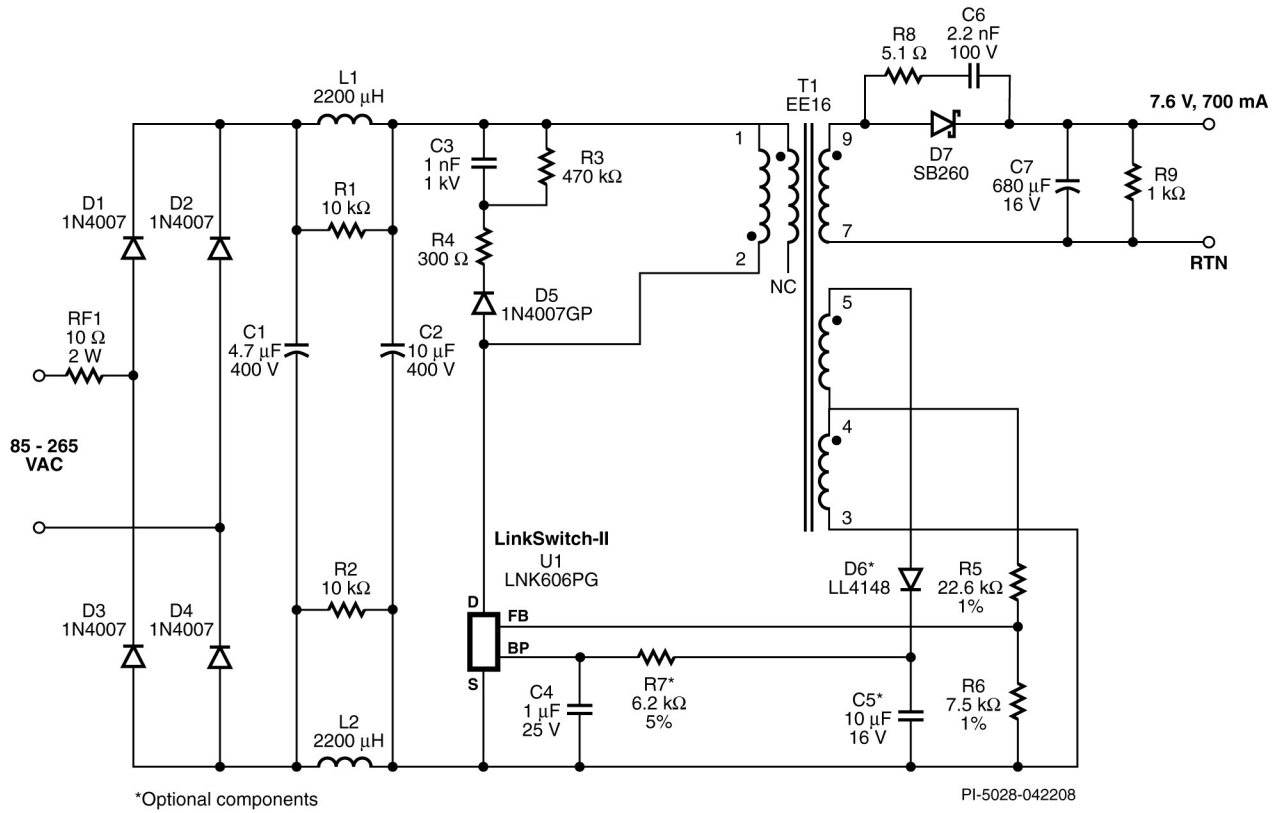 C6
2.2 nF
100 V
R8
5.1 Ω
L1
2200 µH
T1
EE16
7.6 V, 700 mA
1
9
C3
1 nF
1 kV
R3
470 kΩ
D7
SB260
C7
680 µF
16 V
R9
1 kΩ
D1
1N4007
D2
1N4007
R1
10 kΩ
R4
300 Ω
2
7
NC
RTN
D5
1N4007GP
5
RF1
10 Ω
2 W
C1
4.7 µF
400 V
C2
10 µF
400 V
4
85 - 265
VAC
3
LinkSwitch-II
U1
LNK606PG
R2
10 kΩ
D6*
LL4148
R5
22.6 kΩ
1%
D3
1N4007
D4
1N4007
D
FB
BP
S
C4
1 µF
25 V
R7*
6.2 kΩ
5%
C5*
10 µF
16 V
R6
7.5 kΩ
1%
L2
2200 µH
*Optional components
PI-5028-042208